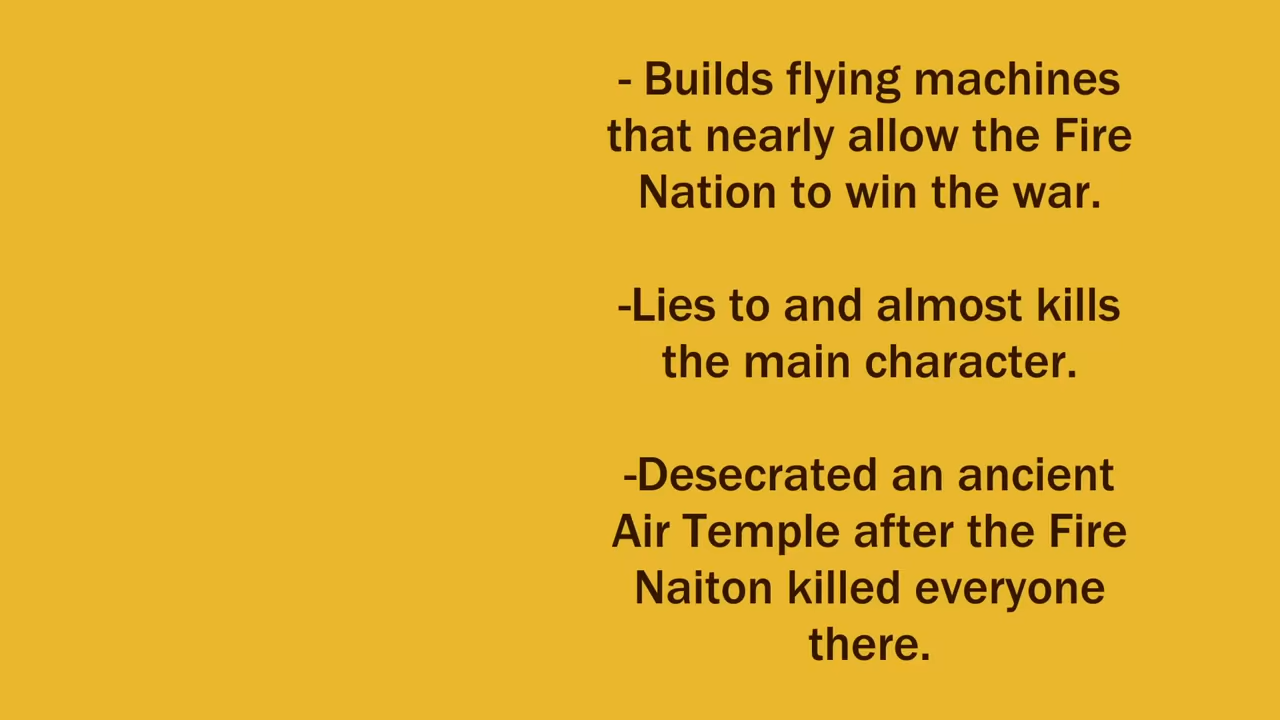 - Builds flying machines
that nearly allow the Fire
Nation to win the war.
-Lies to and almost kills
the main character.
-Desecrated an ancient
Air Temple after the Fire
Naiton killed everyone
there.